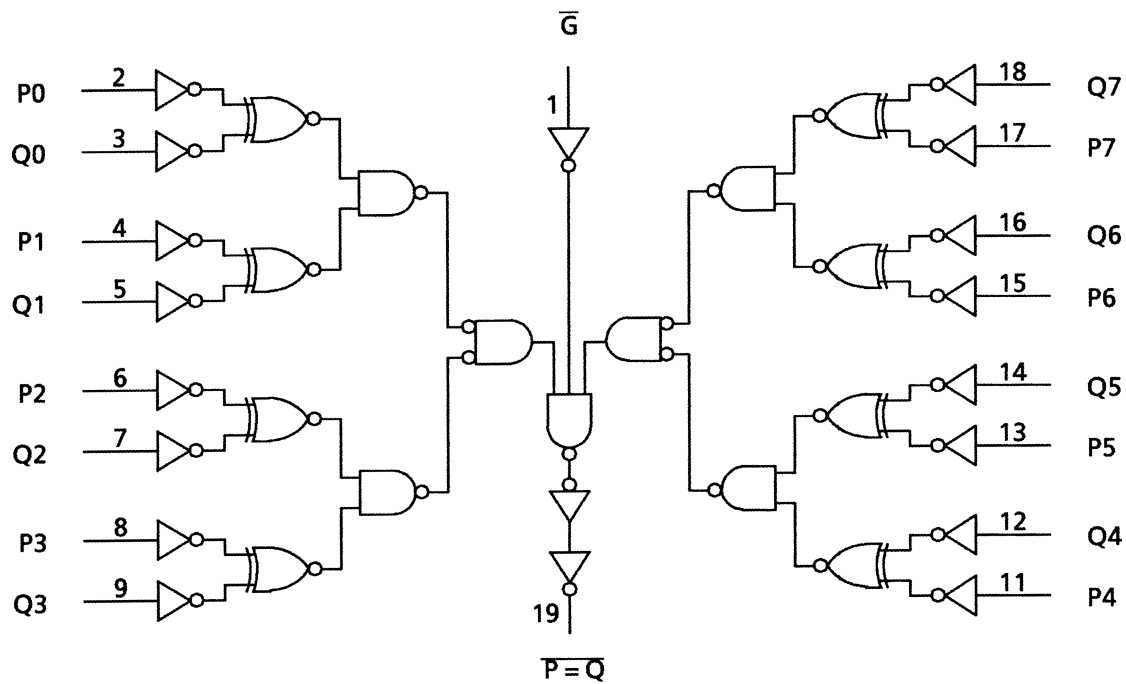 G̅
P0 2
Q0 3
P1 4
Q1 5
P2 6
Q2 7
P3 8
Q3 9
1
18 Q7
17 P7
16 Q6
15 P6
14 Q5
13 P5
12 Q4
11 P4
19
P̅ ̅=̅ ̅Q̅